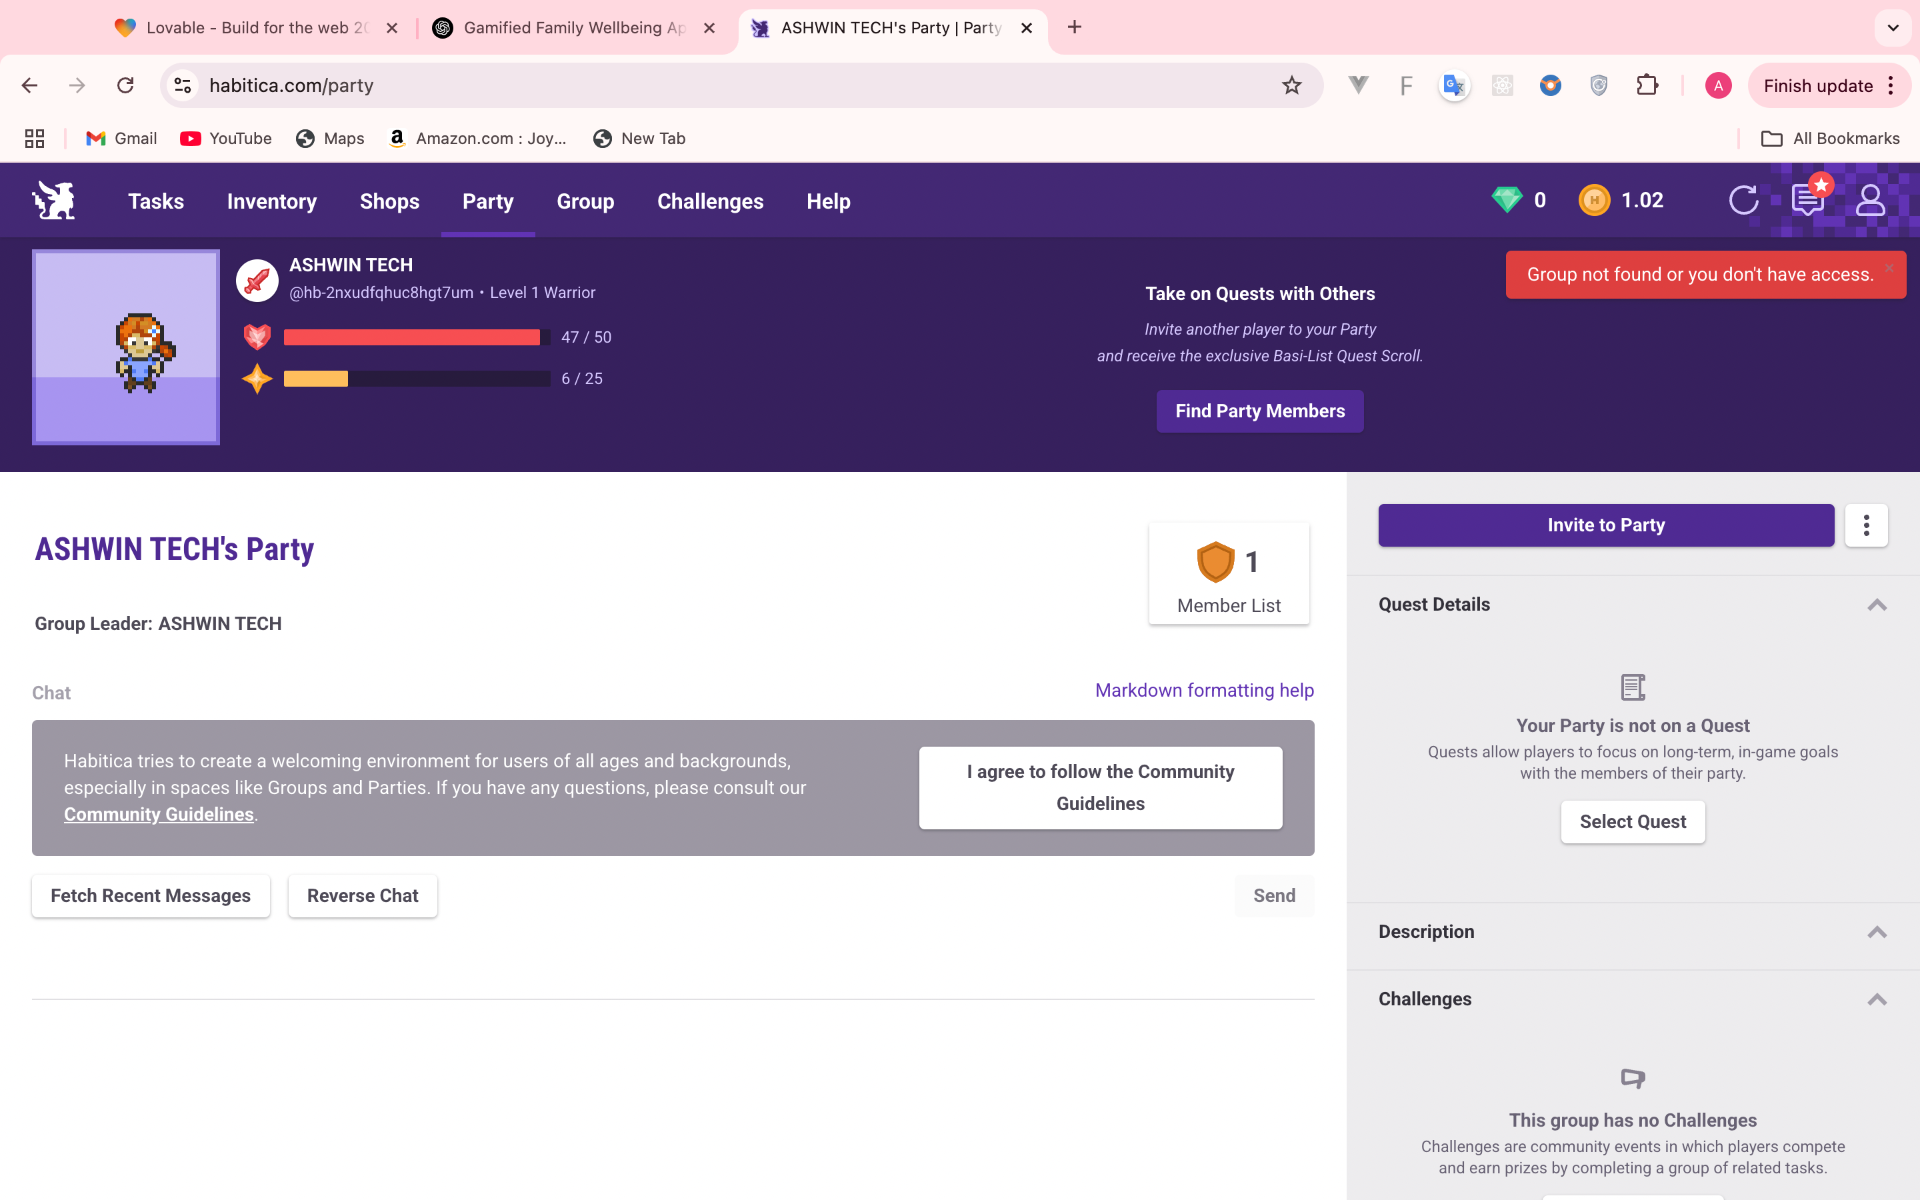 Lovable - Build for the web 20
Gamified Family Wellbeing Ap
ASHWIN TECH's Party | Party
habitica.com/party
A
Finish update
Gmail
YouTube
Maps
Amazon.com : Joy...
New Tab
All Bookmarks
Tasks
Inventory
Shops
Party
Group
Challenges
Help
0
1.02
ASHWIN TECH
@hb-2nxudfqhuc8hgt7um • Level 1 Warrior
47 / 50
6 / 25
Take on Quests with Others
Invite another player to your Party
and receive the exclusive Basi-List Quest Scroll.
Find Party Members
Group not found or you don't have access.
ASHWIN TECH's Party
1
Member List
Group Leader: ASHWIN TECH
Chat
Markdown formatting help
Habitica tries to create a welcoming environment for users of all ages and backgrounds,
especially in spaces like Groups and Parties. If you have any questions, please consult our
Community Guidelines.
I agree to follow the Community
Guidelines
Fetch Recent Messages
Reverse Chat
Send
Invite to Party
Quest Details
Your Party is not on a Quest
Quests allow players to focus on long-term, in-game goals
with the members of their party.
Select Quest
Description
Challenges
This group has no Challenges
Challenges are community events in which players compete
and earn prizes by completing a group of related tasks.